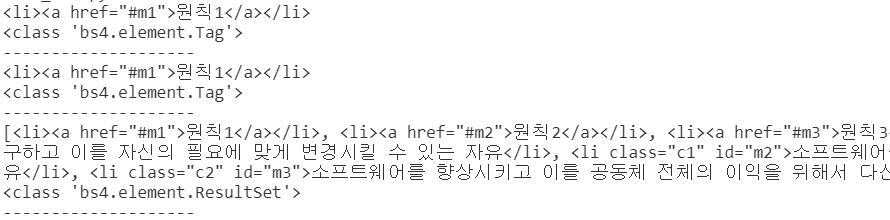 <li><a href="#m1">원칙1</a></li>
<class 'bs4.element.Tag'>
--------------------
<li><a href="#m1">원칙1</a></li>
<class 'bs4.element.Tag'>
--------------------
[<li><a href="#m1">원칙1</a></li>, <li><a href="#m2">원칙2</a></li>, <li><a href="#m3">원칙3<
구하고 이를 자신의 필요에 맞게 변경시킬 수 있는 자유</li>, <li class="c1" id="m2">소프트웨어
유</li>, <li class="c2" id="m3">소프트웨어를 향상시키고 이를 공동체 전체의 이익을 위해서 다
<class 'bs4.element.ResultSet'>
--------------------